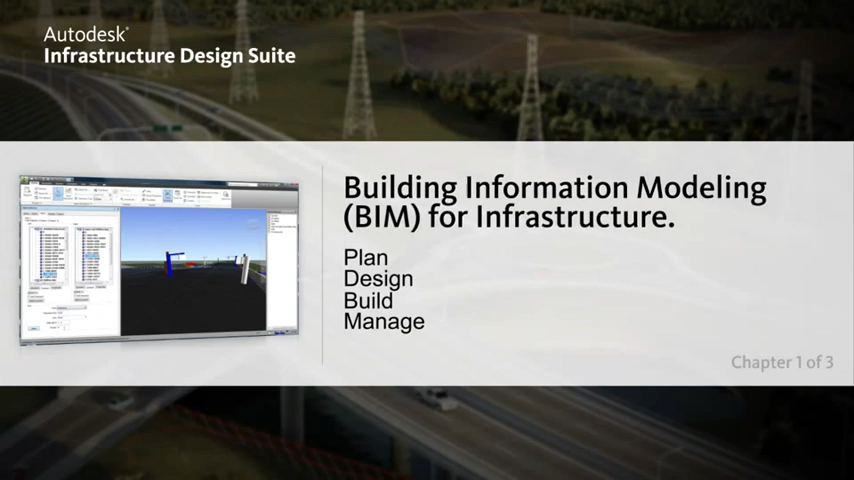 Autodesk®
Infrastructure Design Suite
Building Information Modeling
(BIM) for Infrastructure.
Plan
Design
Build
Manage
Chapter 1 of 3